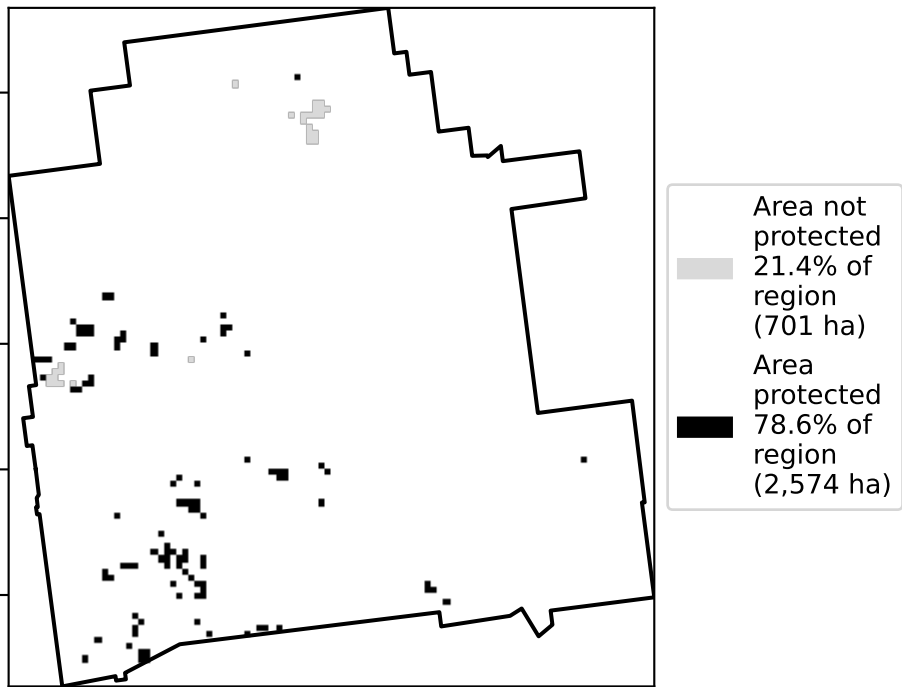 Area not
protected
21.4% of
region
(701 ha)
Area
protected
78.6% of
region
(2,574 ha)